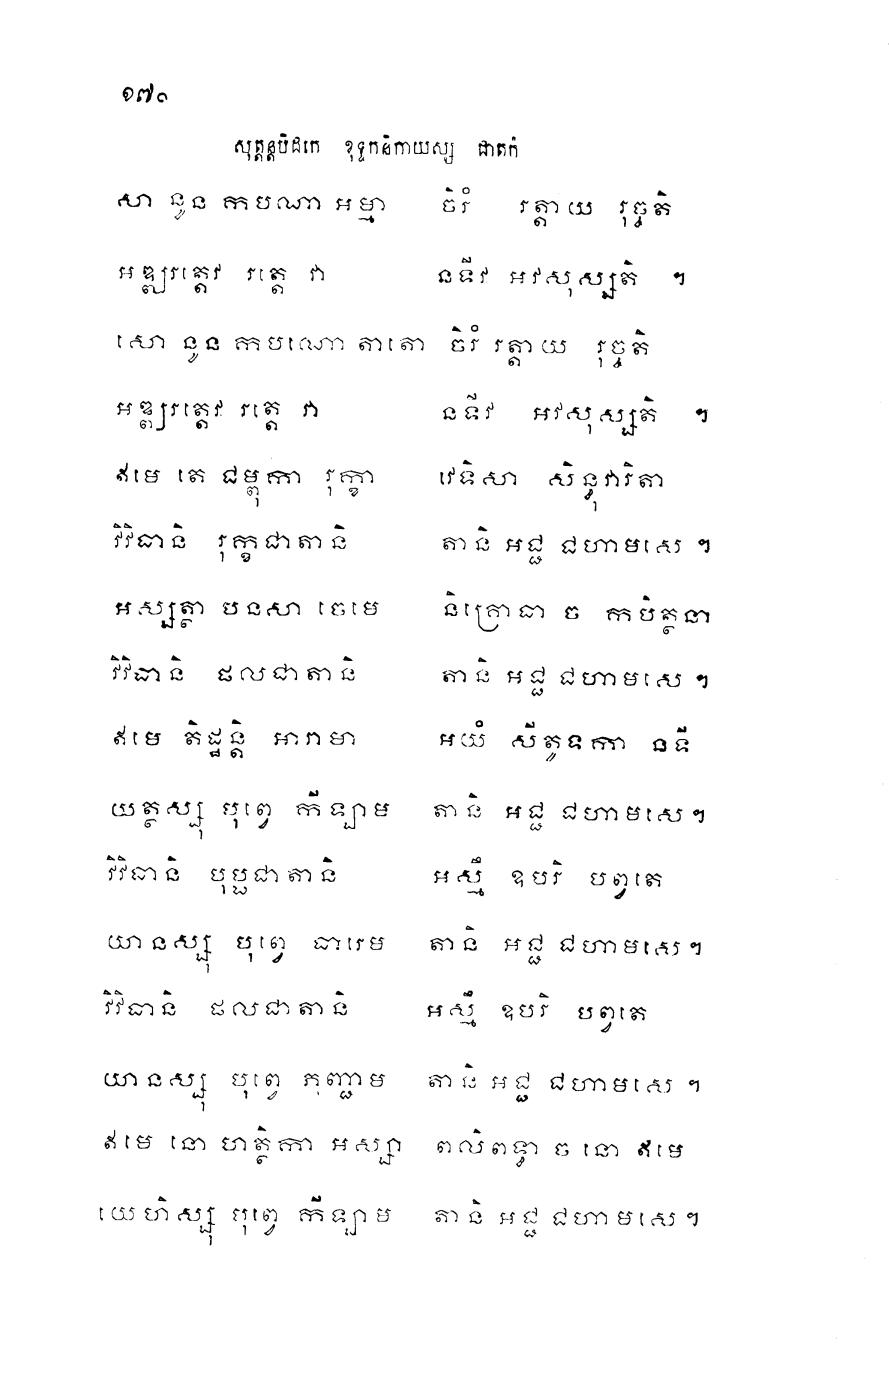 ១៧០
សុត្តន្តបិដកេ ខុទ្ទកនិកាយស្ស ជាតកំ
សា នូន កបណា អម្មា ចិរំ រត្តាយ រុច្ឆតិ
អឌ្ឍរត្តេវ រត្តេ វា នទីវ អវសុស្សតិ ។
សោ នូន កបណោ តាតោ ចិរំ រត្តាយ រុច្ឆតិ
អឌ្ឍរត្តេវ រត្តេ វា នទីវ អវសុស្សតិ ។
ឥមេ តេ ជម្ពុកា រុក្ខា វេទិសា សិន្ធុវារិតា
វិវិធានិ រុក្ខជាតានិ តានិ អជ្ជ ជហាមសេ ។
អស្សត្ថា បនសា ចេមេ និគ្រោធា ច កបិត្ថនា
វិវិធានិ ផលជាតានិ តានិ អជ្ជ ជហាមសេ ។
ឥមេ តិដ្ឋន្តិ អារាមា អយំ សីតូទកា នទី
យត្ថស្សុ បុព្វេ កីឡាម តានិ អជ្ជ ជហាមសេ។
វិវិធានិ បុប្ផជាតានិ អស្មឹ ឧបរិ បព្វតេ
យានស្សុ បុព្វេ ធារេម តានិ អជ្ជ ជហាមសេ។
វិវិធានិ ផលជាតានិ អស្មឹ ឧបរិ បព្វតេ
យានស្សុ បុព្វេ ភុញ្ជាម តានិ អជ្ជ ជហាមសេ ។
ឥមេ នោ ហត្ថិកា អស្សា ពលិពទ្ធា ច នោ ឥមេ
យេហិស្សុ បុព្វេ កីឡាម តានិ អជ្ជ ជហាមសេ។